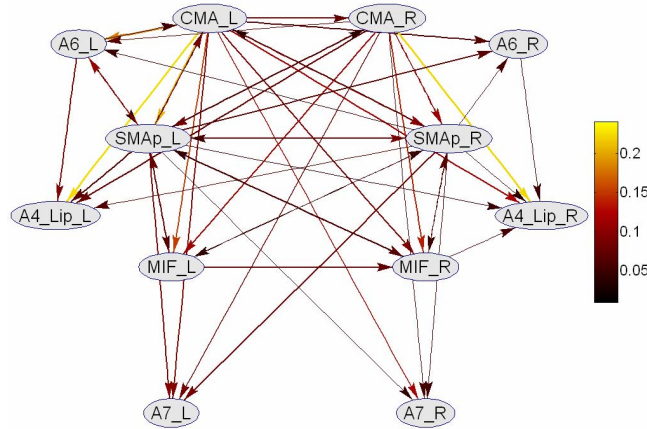 CMA_L
CMA_R
A6_L
A6_R
SMAp_L
SMAp_R
0.2
0.15
0.1
0.05
A4_Lip_L
A4_Lip_R
MIF_L
MIF_R
A7_L
A7_R